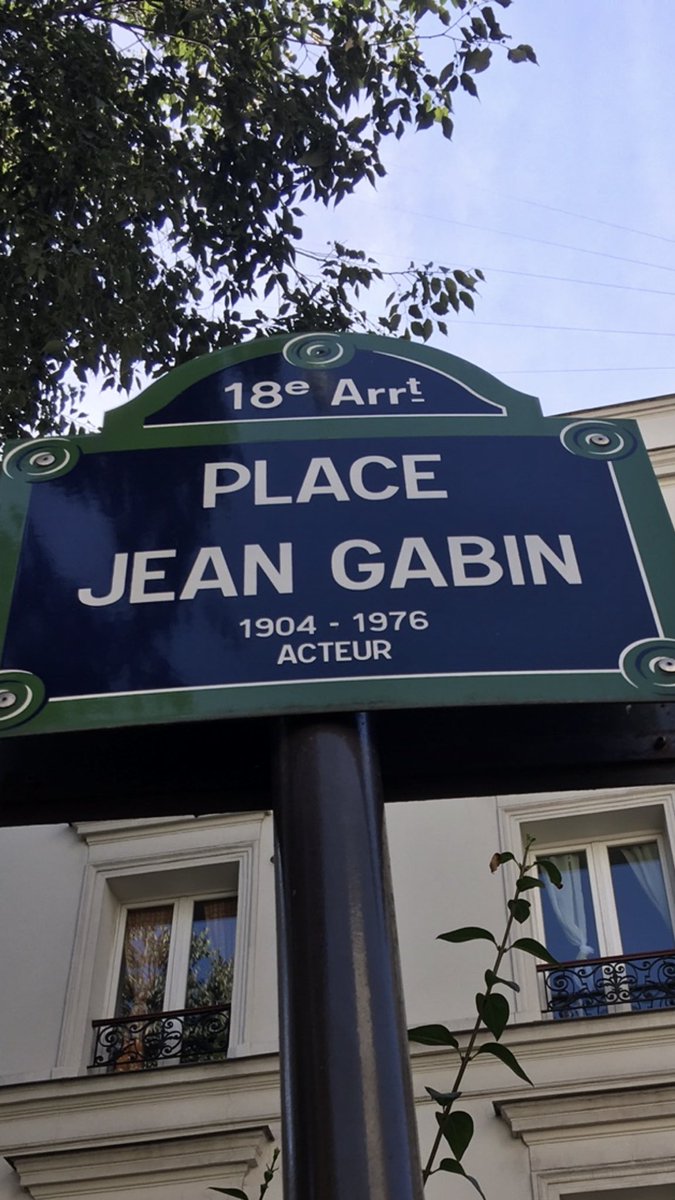 18e Arrt
PLACE
JEAN GABIN
1904 - 1976
ACTEUR